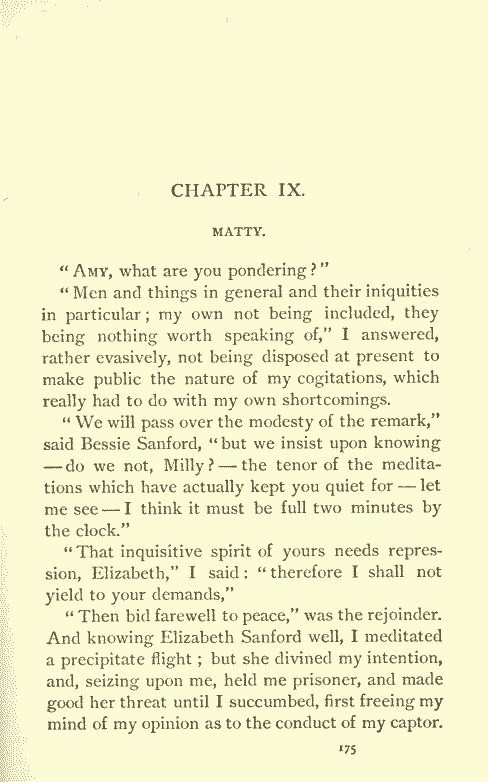 CHAPTER IX.
MATTY.
“ AMY, what are you pondering ? ”
“ Men and things in general and their iniquities
in particular ; my own not being included, they
being nothing worth speaking of,” I answered,
rather evasively, not being disposed at present to
make public the nature of my cogitations, which
really had to do with my own shortcomings.
“ We will pass over the modesty of the remark,”
said Bessie Sanford, “ but we insist upon knowing
— do we not, Milly ? — the tenor of the medita-
tions which have actually kept you quiet for — let
me see — I think it must be full two minutes by
the clock.”
“ That inquisitive spirit of yours needs repres-
sion, Elizabeth,” I said : “ therefore I shall not
yield to your demands,”
“ Then bid farewell to peace,” was the rejoinder.
And knowing Elizabeth Sanford well, I meditated
a precipitate flight ; but she divined my intention,
and, seizing upon me, held me prisoner, and made
good her threat until I succumbed, first freeing my
mind of my opinion as to the conduct of my captor.
175